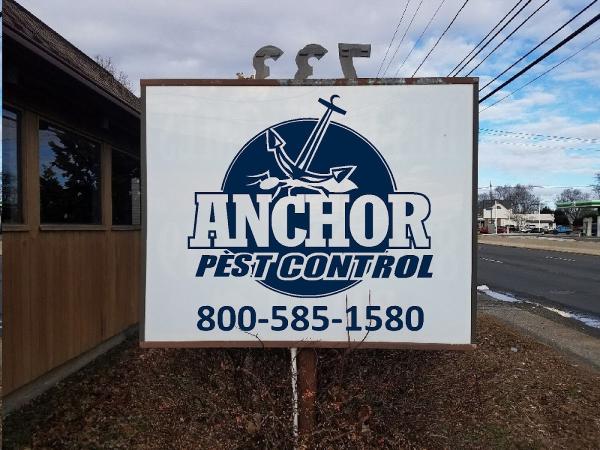 ANCHOR
PEST CONTROL
800-585-1580